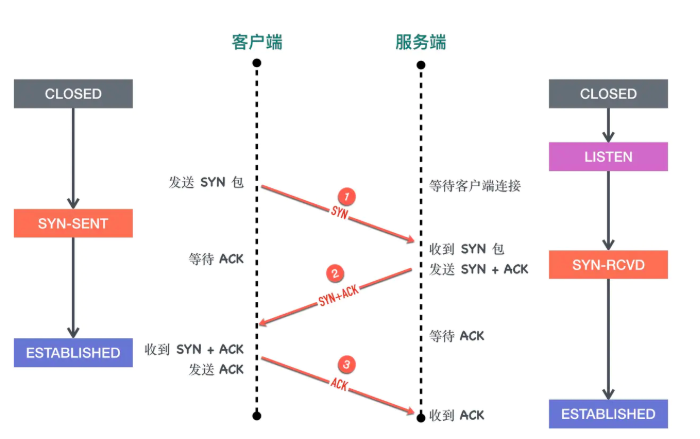 客户端
服务端
CLOSED
CLOSED
LISTEN
发送 SYN 包
1
SYN
等待客户端连接
SYN-SENT
等待 ACK
收到 SYN 包
发送 SYN + ACK
SYN-RCVD
2
SYN+ACK
等待 ACK
ESTABLISHED
收到 SYN + ACK
发送 ACK
3
ACK
收到 ACK
ESTABLISHED